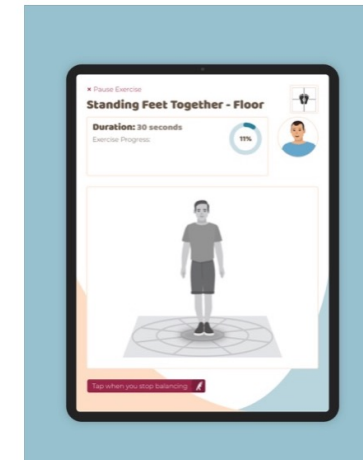 × Pause Exercise
Standing Feet Together - Floor
Duration: 30 seconds
Exercise Progress:
11%
Tap when you stop balancing